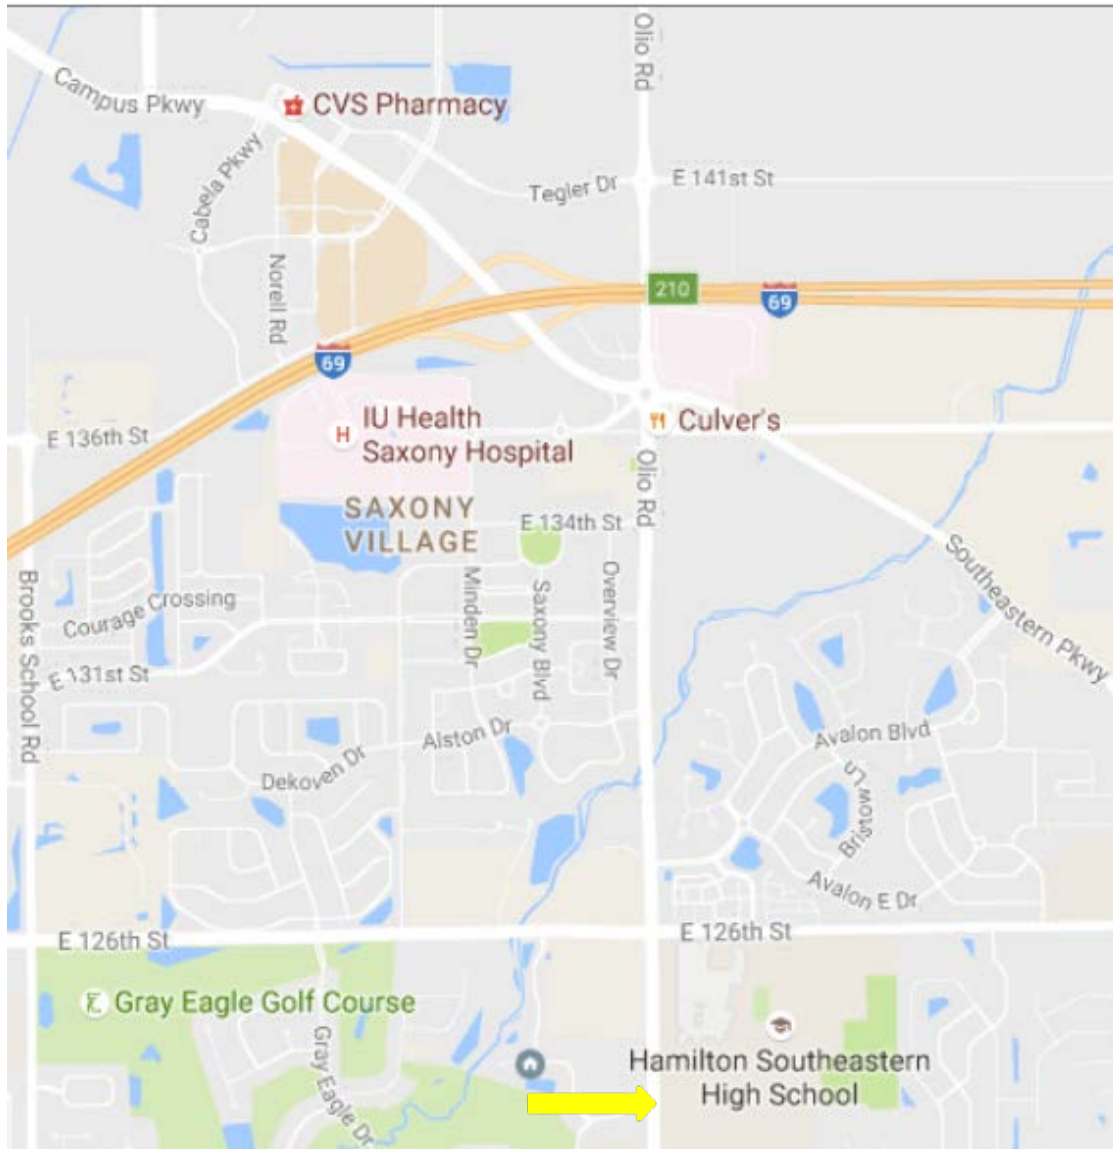 Olio Rd
Campus Pkwy
CVS Pharmacy
Cabela Pkwy
Tegler Dr
E 141st St
Norell Rd
210
69
69
IU Health
Saxony Hospital
H
Culver's
E 136th St
Olio Rd
SAXONY
VILLAGE
E 134th St
Southeastern Pkwy
Brooks School Rd
Courage Crossing
Minden Dr
Saxony Blvd
Overview Dr
E 131st St
Alston Dr
Avalon Blvd
Dekoven Dr
Bristow Ln
Avalon E Dr
E 126th St
E 126th St
Gray Eagle Golf Course
Gray Eagle Dr
Hamilton Southeastern
High School